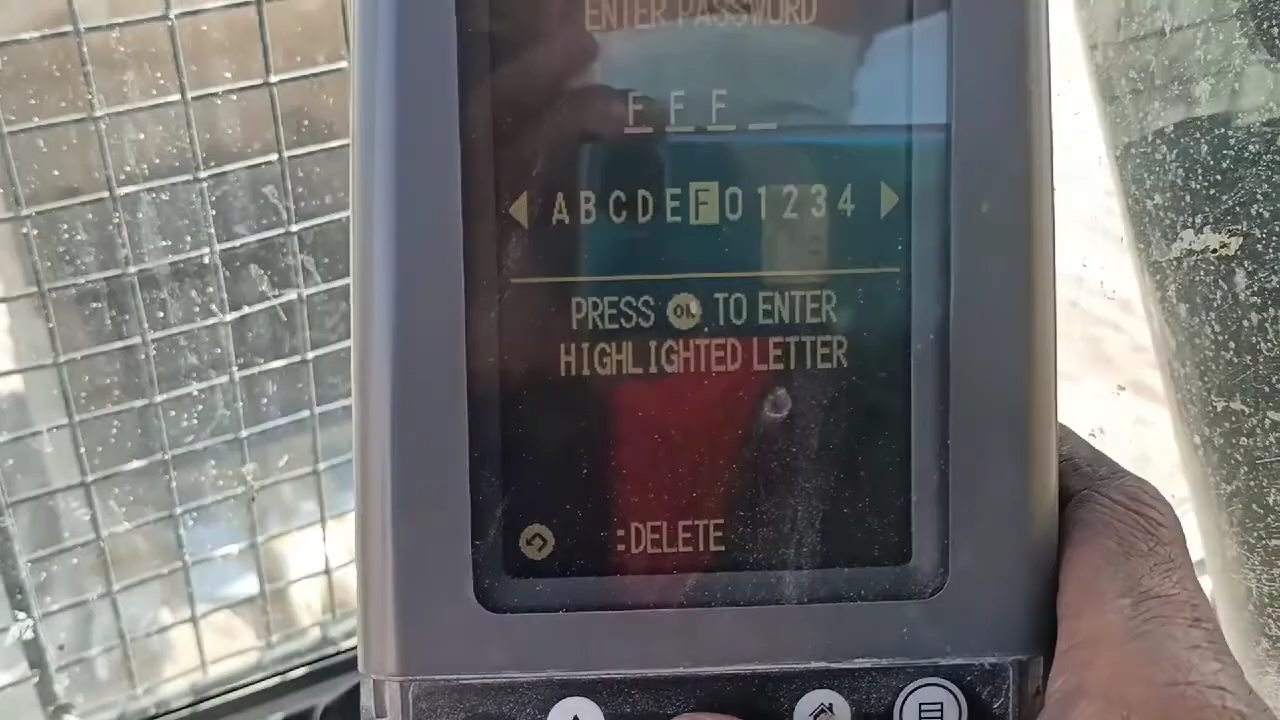 ENTER PASSWORD
F F F _
ABCDEF01234
PRESS OK TO ENTER
HIGHLIGHTED LETTER
:DELETE